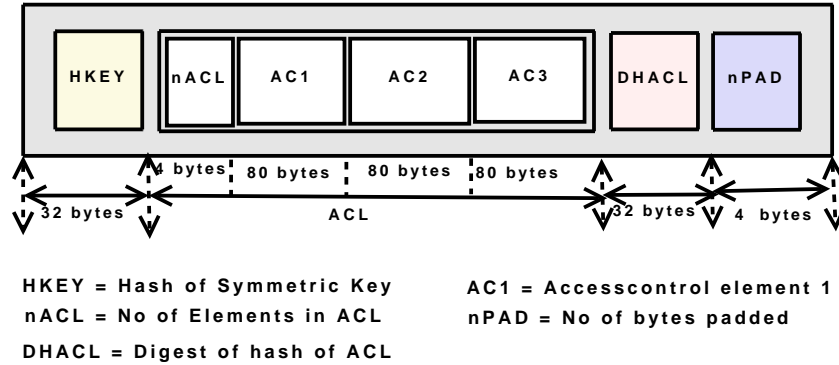 HKEY nACL AC1 AC2 AC3 DHACL nPAD
4 bytes 80 bytes 80 bytes 80 bytes
32 bytes ACL 32 bytes 4 bytes
HKEY = Hash of Symmetric Key
nACL = No of Elements in ACL
DHACL = Digest of hash of ACL
AC1 = Accesscontrol element 1
nPAD = No of bytes padded